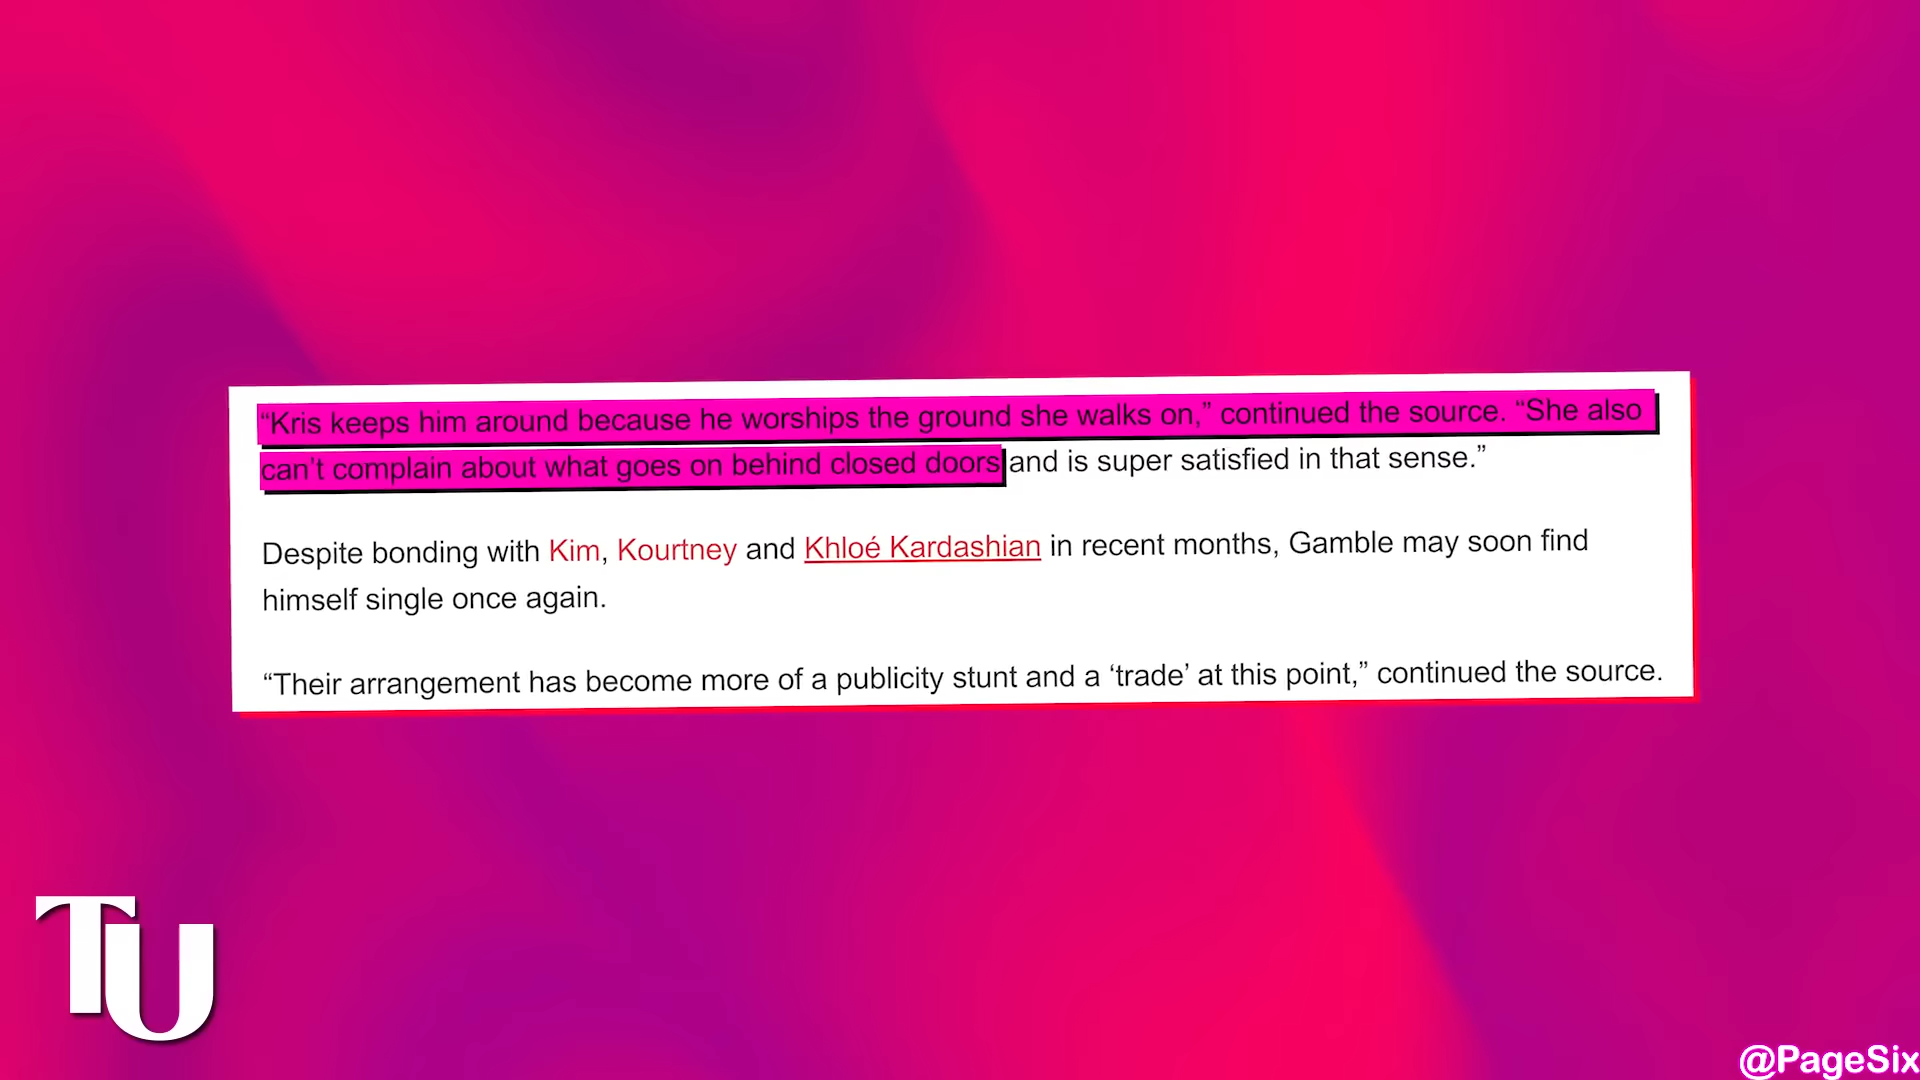 “Kris keeps him around because he worships the ground she walks on,” continued the source. “She also
can’t complain about what goes on behind closed doors and is super satisfied in that sense.”
Despite bonding with Kim, Kourtney and Khloé Kardashian in recent months, Gamble may soon find
himself single once again.
“Their arrangement has become more of a publicity stunt and a ‘trade’ at this point,” continued the source.
TU
@PageSix